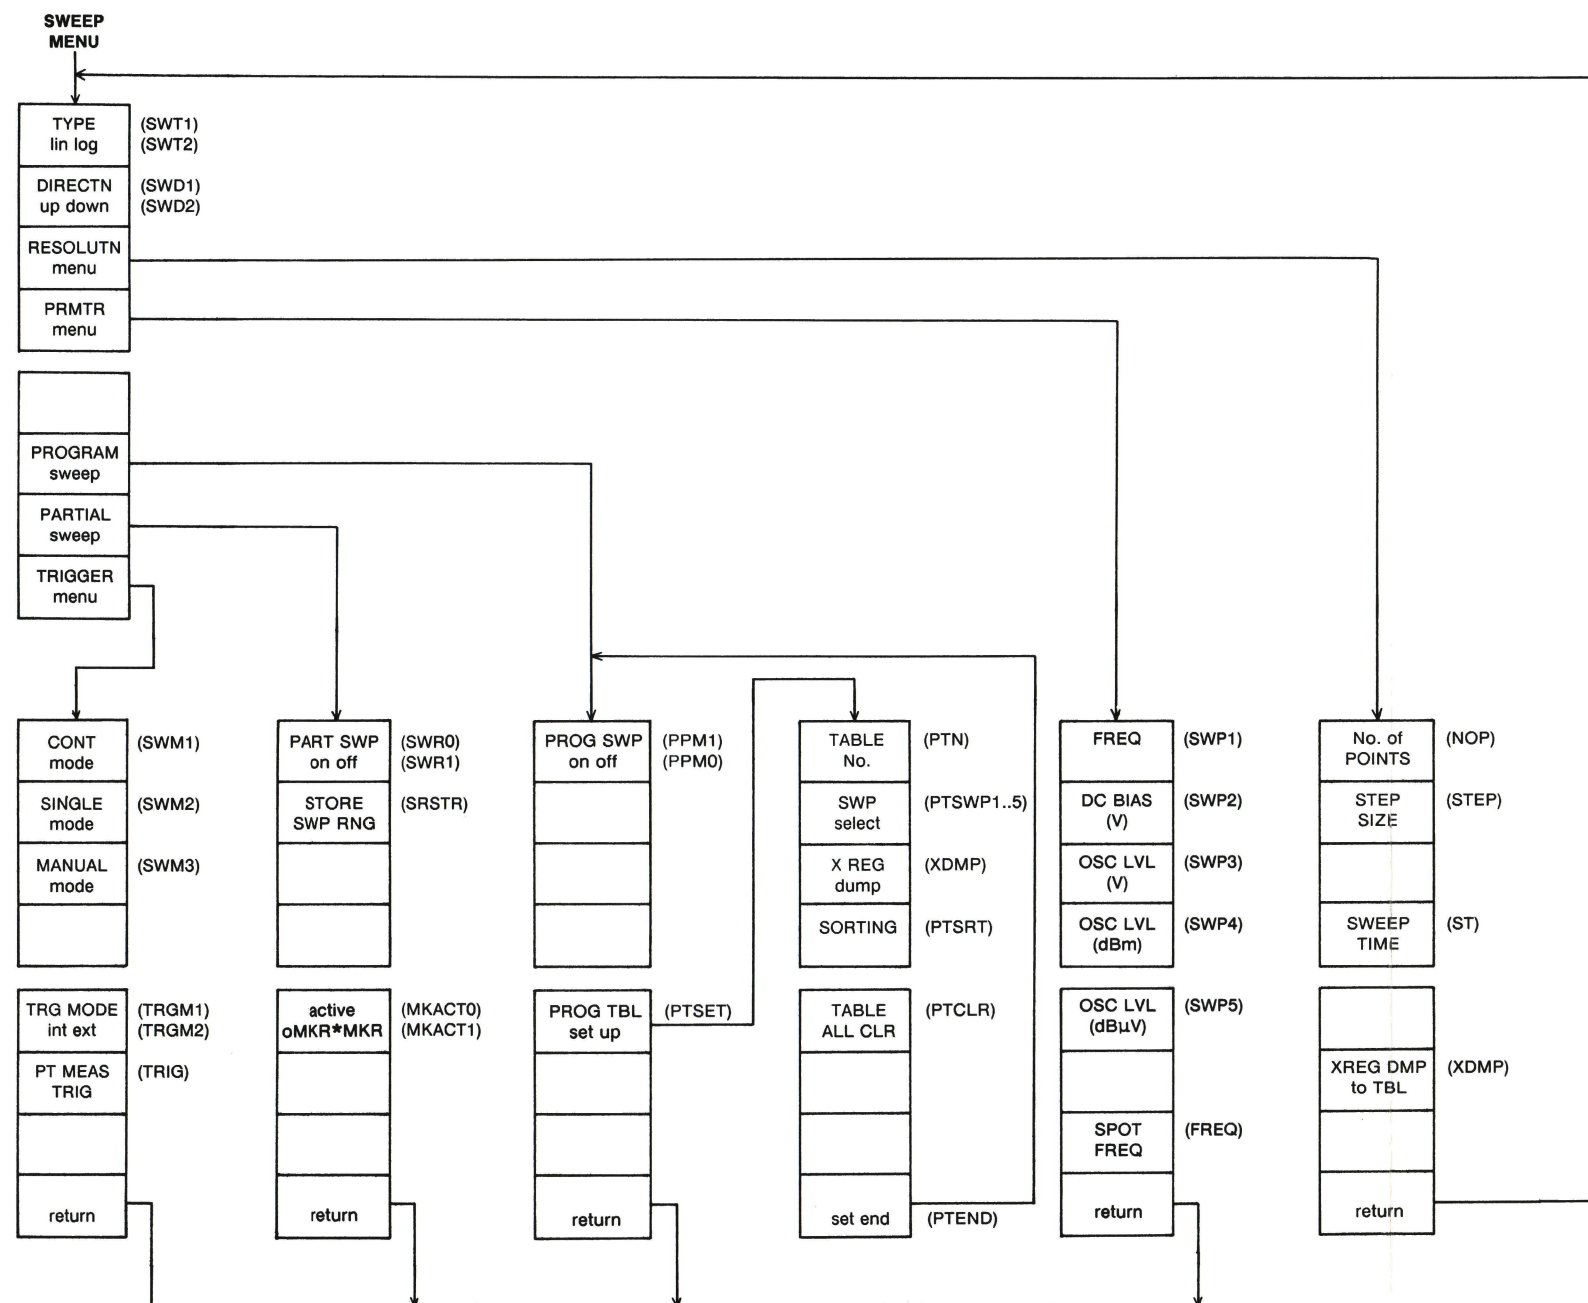 SWEEP
MENU
TYPE
lin log
(SWT1)
(SWT2)
DIRECTN
up down
(SWD1)
(SWD2)
RESOLUTN
menu
PRMTR
menu
PROGRAM
sweep
PARTIAL
sweep
TRIGGER
menu
CONT
mode
(SWM1)
SINGLE
mode
(SWM2)
MANUAL
mode
(SWM3)
TRG MODE
int ext
(TRGM1)
(TRGM2)
PT MEAS
TRIG
(TRIG)
return
PART SWP
on off
(SWR0)
(SWR1)
STORE
SWP RNG
(SRSTR)
active
oMKR*MKR
(MKACT0)
(MKACT1)
return
PROG SWP
on off
(PPM1)
(PPM0)
PROG TBL
set up
(PTSET)
return
TABLE
No.
(PTN)
SWP
select
(PTSWP1..5)
X REG
dump
(XDMP)
SORTING
(PTSRT)
TABLE
ALL CLR
(PTCLR)
set end
(PTEND)
FREQ
(SWP1)
DC BIAS
(V)
(SWP2)
OSC LVL
(V)
(SWP3)
OSC LVL
(dBm)
(SWP4)
OSC LVL
(dBµV)
(SWP5)
SPOT
FREQ
(FREQ)
return
No. of
POINTS
(NOP)
STEP
SIZE
(STEP)
SWEEP
TIME
(ST)
XREG DMP
to TBL
(XDMP)
return